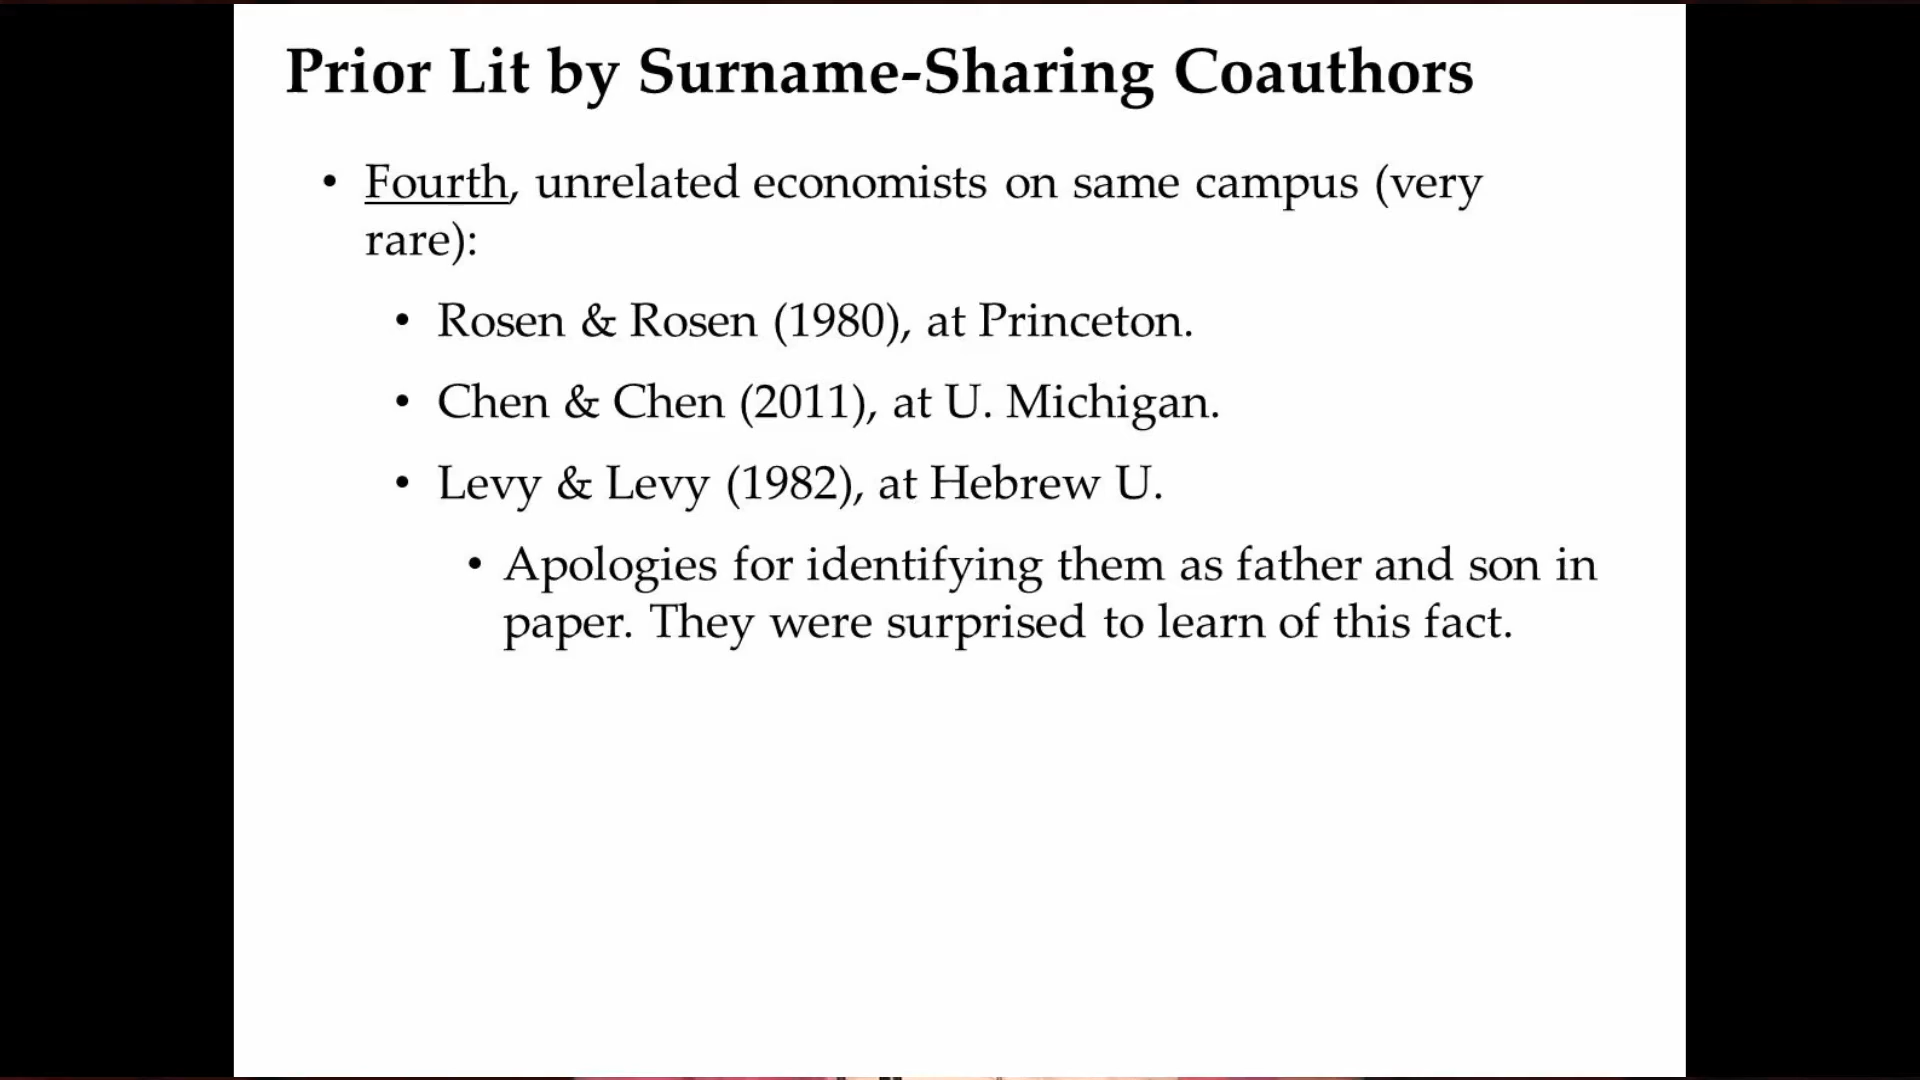 Prior Lit by Surname-Sharing Coauthors
• Fourth, unrelated economists on same campus (very
rare):
• Rosen & Rosen (1980), at Princeton.
• Chen & Chen (2011), at U. Michigan.
• Levy & Levy (1982), at Hebrew U.
• Apologies for identifying them as father and son in
paper. They were surprised to learn of this fact.